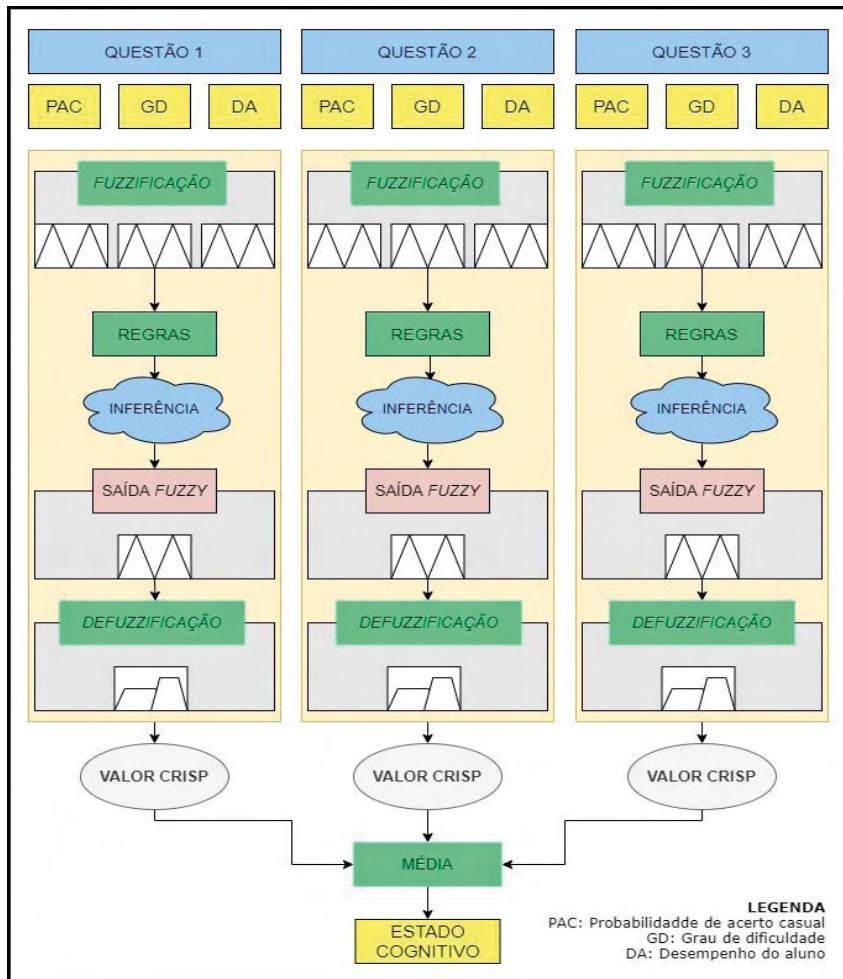 QUESTÃO 1
QUESTÃO 2
QUESTÃO 3
PAC
GD
DA
PAC
GD
DA
PAC
GD
DA
FUZZIFICAÇÃO
FUZZIFICAÇÃO
FUZZIFICAÇÃO
REGRAS
REGRAS
REGRAS
INFERÊNCIA
INFERÊNCIA
INFERÊNCIA
SAÍDA FUZZY
SAÍDA FUZZY
SAÍDA FUZZY
DEFUZZIFICAÇÃO
DEFUZZIFICAÇÃO
DEFUZZIFICAÇÃO
VALOR CRISP
VALOR CRISP
VALOR CRISP
MÉDIA
ESTADO
COGNITIVO
LEGENDA
PAC: Probabilidadde de acerto casual
GD: Grau de dificuldade
DA: Desempenho do aluno